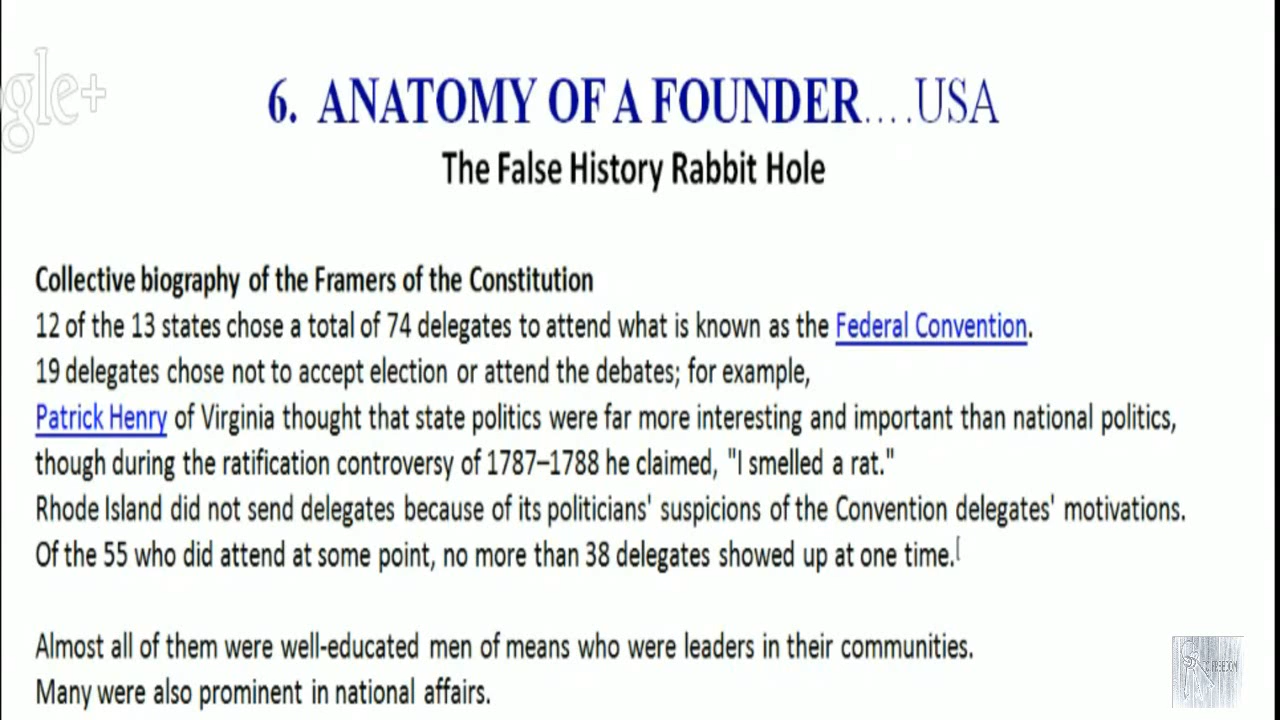 gle+
6. ANATOMY OF A FOUNDER....USA
The False History Rabbit Hole
Collective biography of the Framers of the Constitution
12 of the 13 states chose a total of 74 delegates to attend what is known as the Federal Convention.
19 delegates chose not to accept election or attend the debates; for example,
Patrick Henry of Virginia thought that state politics were far more interesting and important than national politics,
though during the ratification controversy of 1787–1788 he claimed, "I smelled a rat."
Rhode Island did not send delegates because of its politicians' suspicions of the Convention delegates' motivations.
Of the 55 who did attend at some point, no more than 38 delegates showed up at one time.[
Almost all of them were well-educated men of means who were leaders in their communities.
Many were also prominent in national affairs.
FREEDOM